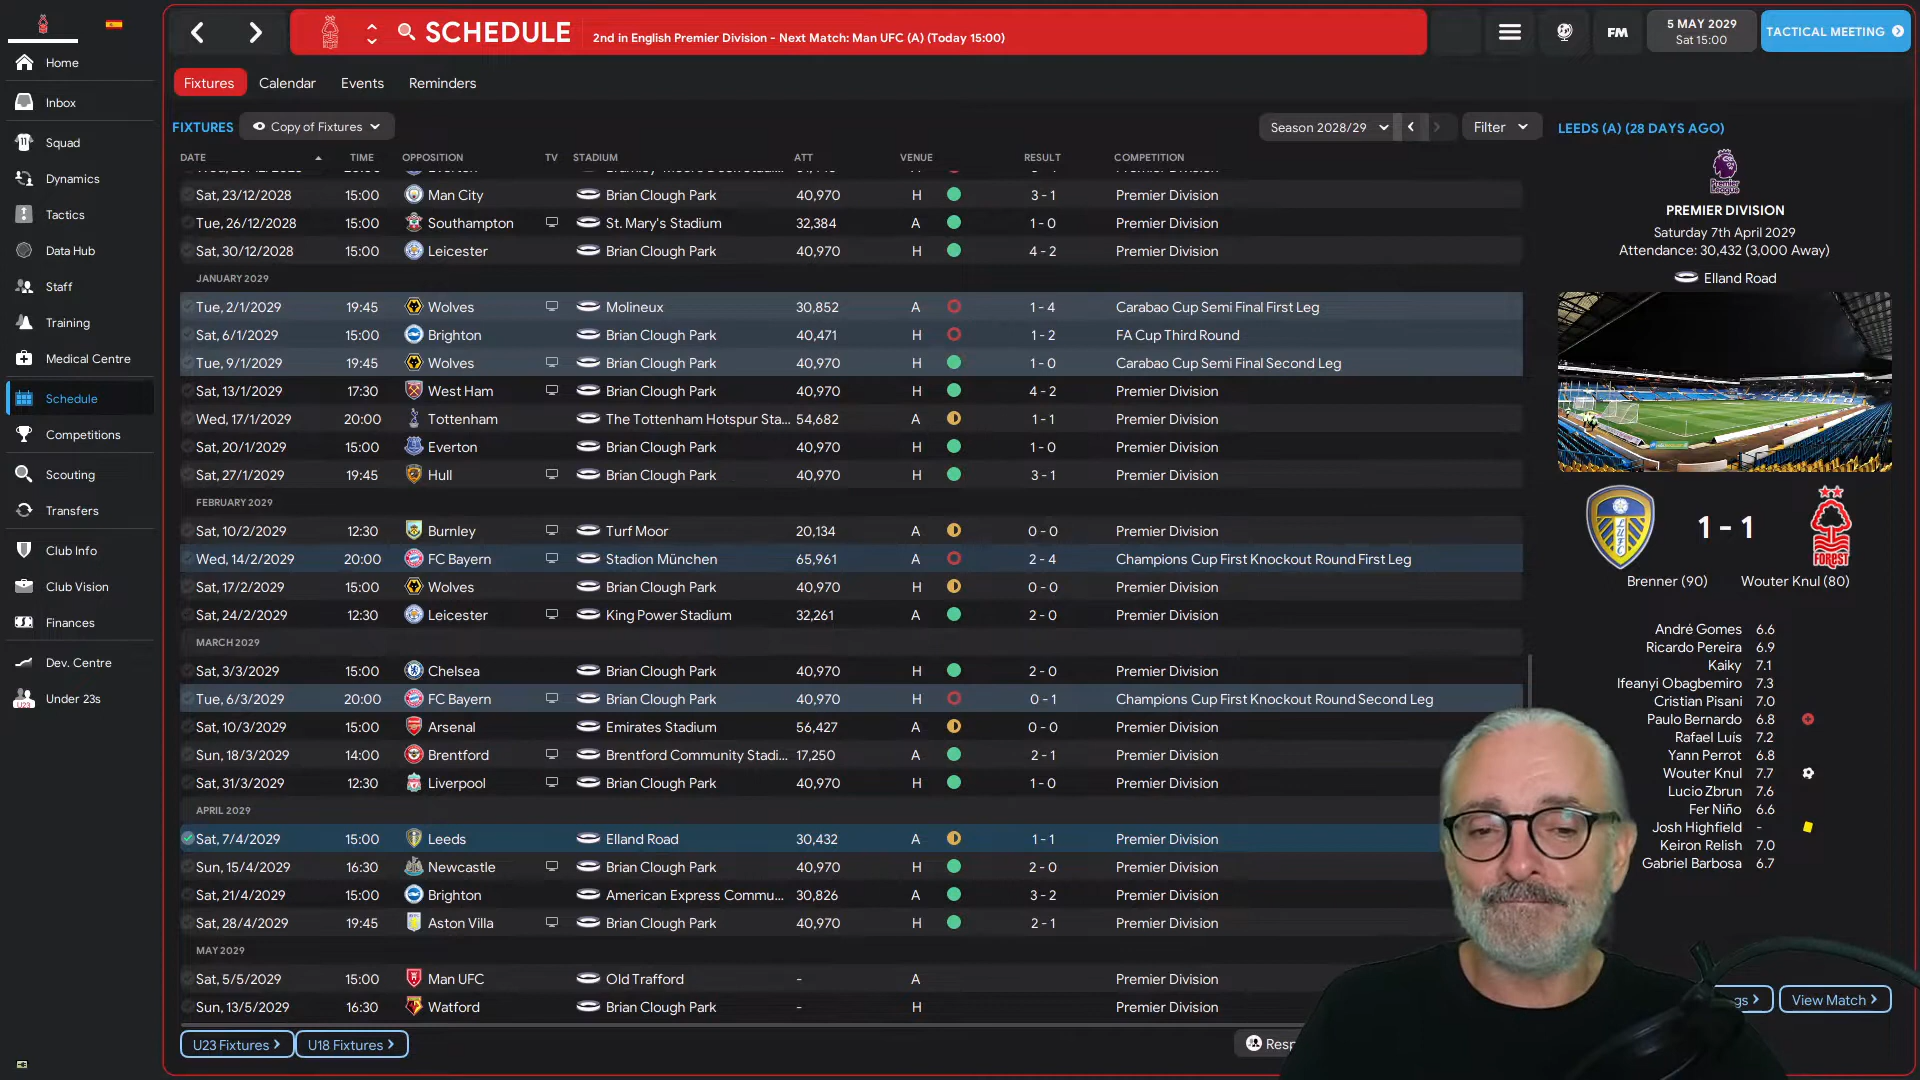 SCHEDULE
2nd in English Premier Division - Next Match: Man UFC (A) (Today 15:00)
FM
5 MAY 2029
Sat 15:00
TACTICAL MEETING
Home
Inbox
Squad
Dynamics
Tactics
Data Hub
Staff
Training
Medical Centre
Schedule
Competitions
Scouting
Transfers
Club Info
Club Vision
Finances
Dev. Centre
U23 Under 23s
Fixtures Calendar Events Reminders
FIXTURES Copy of Fixtures Season 2028/29 Filter
DATE TIME OPPOSITION TV STADIUM ATT VENUE RESULT COMPETITION
Sat, 23/12/2028 15:00 Man City Brian Clough Park 40,970 H 3 - 1 Premier Division
Tue, 26/12/2028 15:00 Southampton St. Mary's Stadium 32,384 A 1 - 0 Premier Division
Sat, 30/12/2028 15:00 Leicester Brian Clough Park 40,970 H 4 - 2 Premier Division
JANUARY 2029
Tue, 2/1/2029 19:45 Wolves Molineux 30,852 A 1 - 4 Carabao Cup Semi Final First Leg
Sat, 6/1/2029 15:00 Brighton Brian Clough Park 40,471 H 1 - 2 FA Cup Third Round
Tue, 9/1/2029 19:45 Wolves Brian Clough Park 40,970 H 1 - 0 Carabao Cup Semi Final Second Leg
Sat, 13/1/2029 17:30 West Ham Brian Clough Park 40,970 H 4 - 2 Premier Division
Wed, 17/1/2029 20:00 Tottenham The Tottenham Hotspur Sta... 54,682 A 1 - 1 Premier Division
Sat, 20/1/2029 15:00 Everton Brian Clough Park 40,970 H 1 - 0 Premier Division
Sat, 27/1/2029 19:45 Hull Brian Clough Park 40,970 H 3 - 1 Premier Division
FEBRUARY 2029
Sat, 10/2/2029 12:30 Burnley Turf Moor 20,134 A 0 - 0 Premier Division
Wed, 14/2/2029 20:00 FC Bayern Stadion München 65,961 A 2 - 4 Champions Cup First Knockout Round First Leg
Sat, 17/2/2029 15:00 Wolves Brian Clough Park 40,970 H 0 - 0 Premier Division
Sat, 24/2/2029 12:30 Leicester King Power Stadium 32,261 A 2 - 0 Premier Division
MARCH 2029
Sat, 3/3/2029 15:00 Chelsea Brian Clough Park 40,970 H 2 - 0 Premier Division
Tue, 6/3/2029 20:00 FC Bayern Brian Clough Park 40,970 H 0 - 1 Champions Cup First Knockout Round Second Leg
Sat, 10/3/2029 15:00 Arsenal Emirates Stadium 56,427 A 0 - 0 Premier Division
Sun, 18/3/2029 14:00 Brentford Brentford Community Stadi... 17,250 A 2 - 1 Premier Division
Sat, 31/3/2029 12:30 Liverpool Brian Clough Park 40,970 H 1 - 0 Premier Division
APRIL 2029
Sat, 7/4/2029 15:00 Leeds Elland Road 30,432 A 1 - 1 Premier Division
Sun, 15/4/2029 16:30 Newcastle Brian Clough Park 40,970 H 2 - 0 Premier Division
Sat, 21/4/2029 15:00 Brighton American Express Commu... 30,826 A 3 - 2 Premier Division
Sat, 28/4/2029 19:45 Aston Villa Brian Clough Park 40,970 H 2 - 1 Premier Division
MAY 2029
Sat, 5/5/2029 15:00 Man UFC Old Trafford - A Premier Division
Sun, 13/5/2029 16:30 Watford Brian Clough Park - H Premier Division
U23 Fixtures U18 Fixtures
LEEDS (A) (28 DAYS AGO)
Premier League
PREMIER DIVISION
Saturday 7th April 2029
Attendance: 30,432 (3,000 Away)
Elland Road
1 - 1
FOREST
Brenner (90) Wouter Knul (80)
André Gomes 6.6
Ricardo Pereira 6.9
Kaiky 7.1
Ifeanyi Obagbemiro 7.3
Cristian Pisani 7.0
Paulo Bernardo 6.8
Rafael Luís 7.2
Yann Perrot 6.8
Wouter Knul 7.7
Lucio Zbrun 7.6
Fer Niño 6.6
Josh Highfield -
Keiron Relish 7.0
Gabriel Barbosa 6.7
View Match